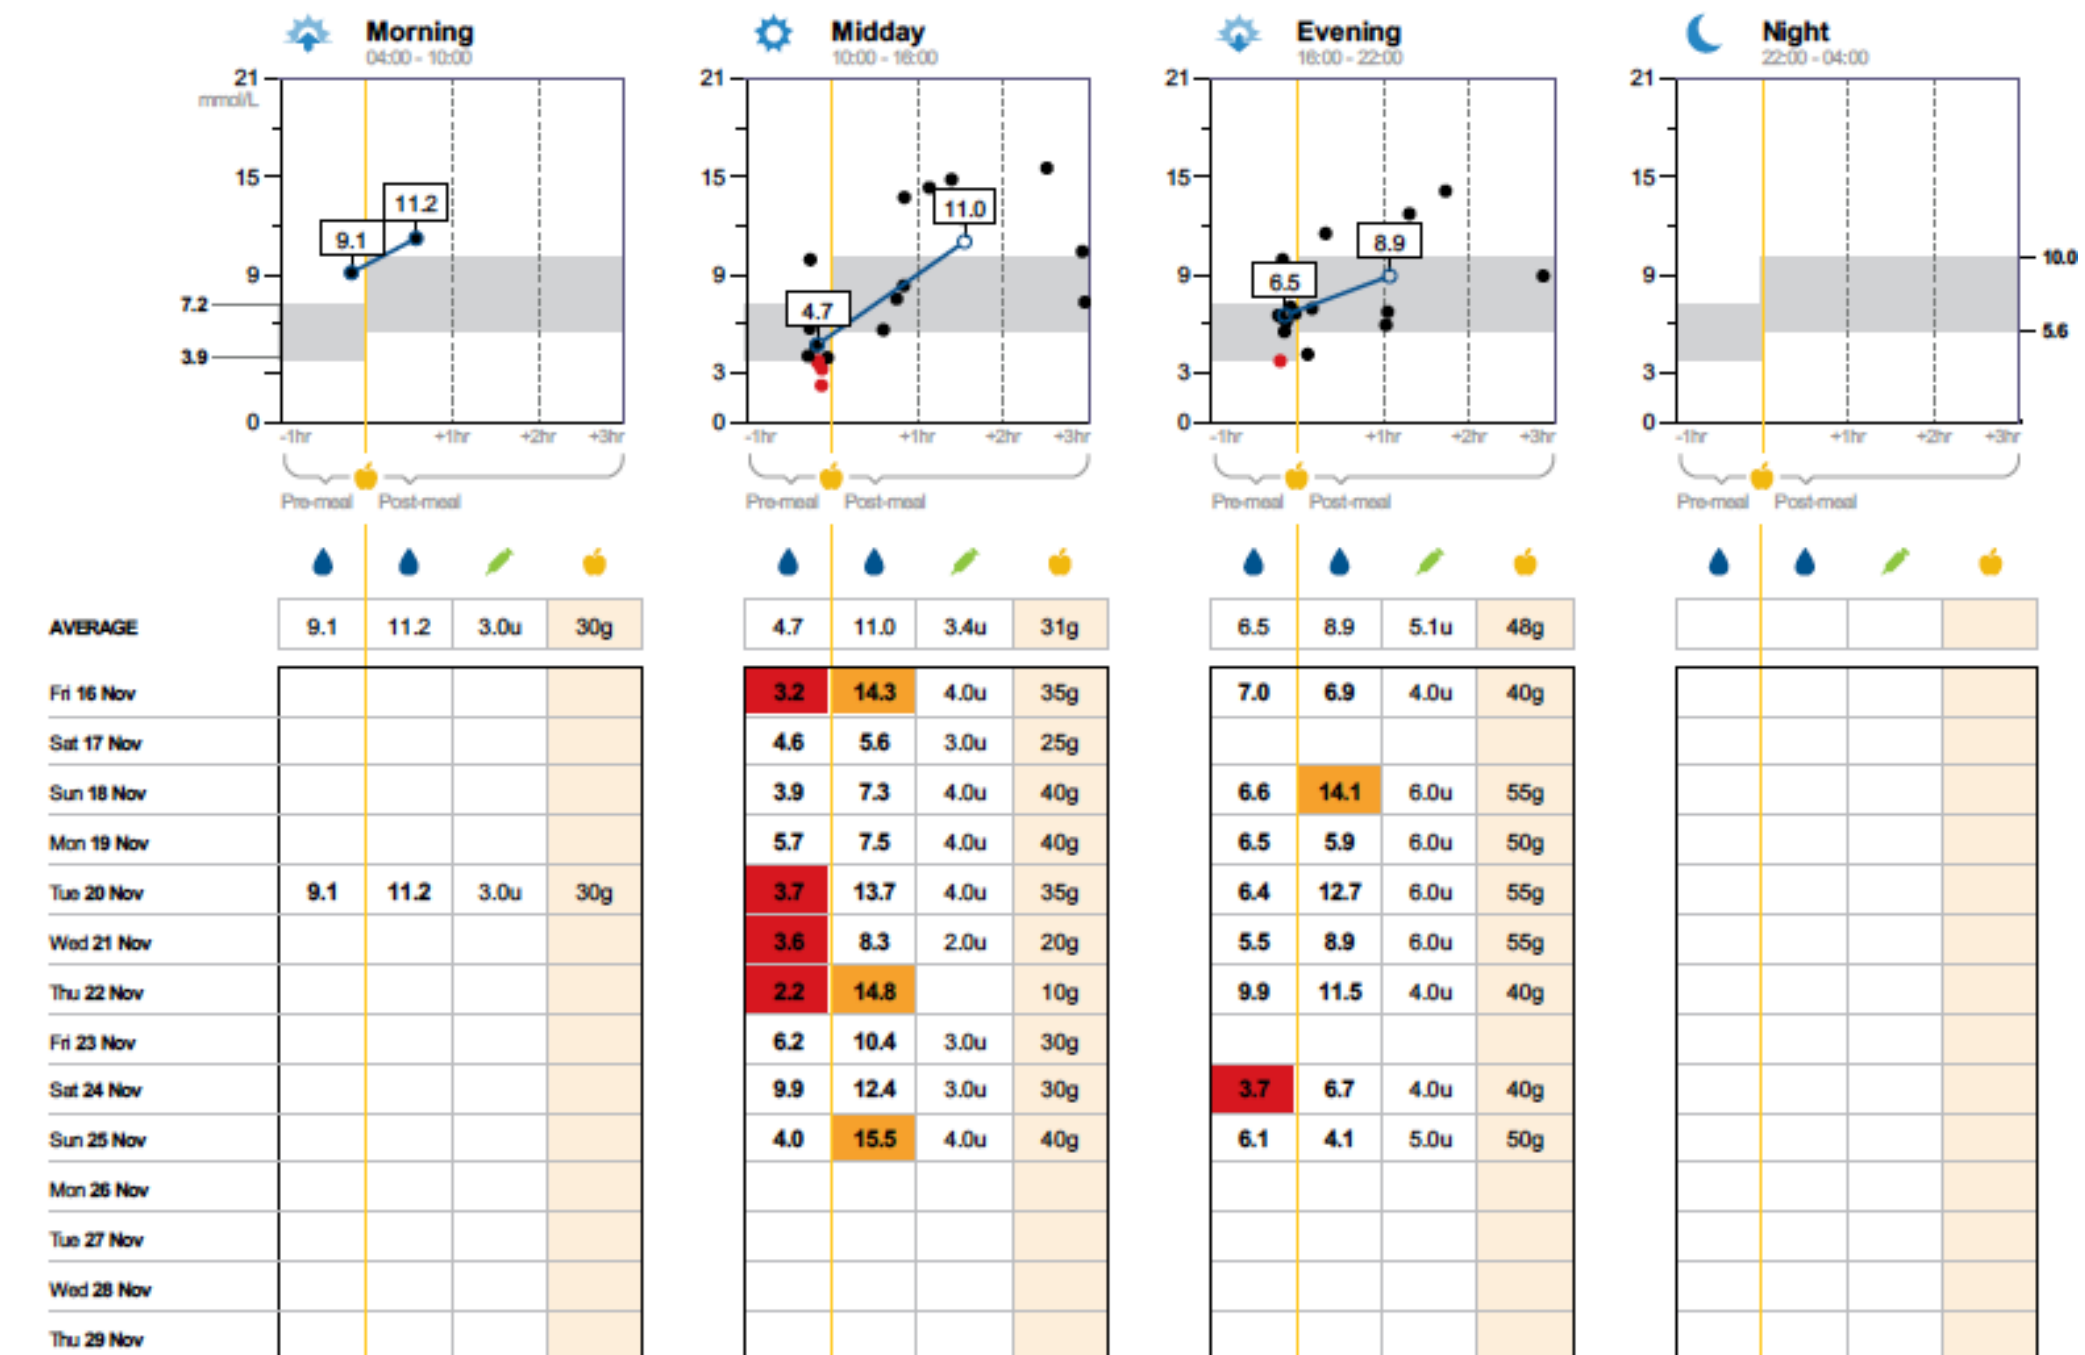 Morning Midday Evening Night
04:00 - 10:00 10:00 - 16:00 16:00 - 22:00 22:00 - 04:00
21 21 21 21
mmol/L
15 15 15 15
11.2 11.0
9.1 8.9 10.0
9 9 9 9
6.5
7.2 4.7
5.6
3.9
3 3 3 3
0 0 0 0
-1hr +1hr +2hr +3hr -1hr +1hr +2hr +3hr -1hr +1hr +2hr +3hr -1hr +1hr +2hr +3hr
Pre-meal Post-meal Pre-meal Post-meal Pre-meal Post-meal Pre-meal Post-meal
AVERAGE 9.1 11.2 3.0u 30g 4.7 11.0 3.4u 31g 6.5 8.9 5.1u 48g
Fri 16 Nov 3.2 14.3 4.0u 35g 7.0 6.9 4.0u 40g
Sat 17 Nov 4.6 5.6 3.0u 25g
Sun 18 Nov 3.9 7.3 4.0u 40g 6.6 14.1 6.0u 55g
Mon 19 Nov 5.7 7.5 4.0u 40g 6.5 5.9 6.0u 50g
Tue 20 Nov 9.1 11.2 3.0u 30g 3.7 13.7 4.0u 35g 6.4 12.7 6.0u 55g
Wed 21 Nov 3.6 8.3 2.0u 20g 5.5 8.9 6.0u 55g
Thu 22 Nov 2.2 14.8 10g 9.9 11.5 4.0u 40g
Fri 23 Nov 6.2 10.4 3.0u 30g
Sat 24 Nov 9.9 12.4 3.0u 30g 3.7 6.7 4.0u 40g
Sun 25 Nov 4.0 15.5 4.0u 40g 6.1 4.1 5.0u 50g
Mon 26 Nov
Tue 27 Nov
Wed 28 Nov
Thu 29 Nov